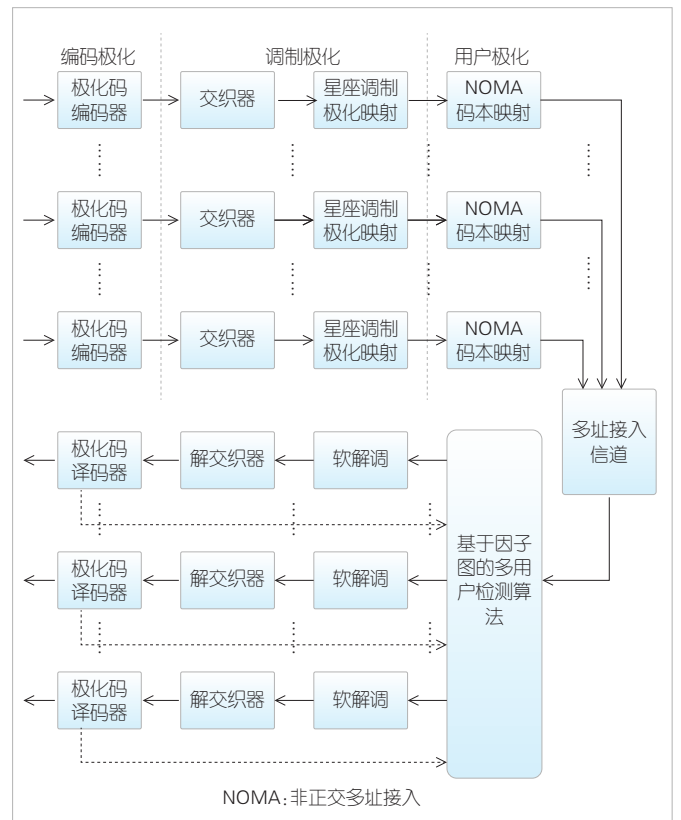 编码极化 调制极化 用户极化
极化码 编码器 交织器 星座调制 极化映射 NOMA 码本映射
极化码 编码器 交织器 星座调制 极化映射 NOMA 码本映射
极化码 编码器 交织器 星座调制 极化映射 NOMA 码本映射
多址接入
信道
极化码 译码器 解交织器 软解调
极化码 译码器 解交织器 软解调
极化码 译码器 解交织器 软解调
基于因子
图的多用
户检测算
法
NOMA:非正交多址接入